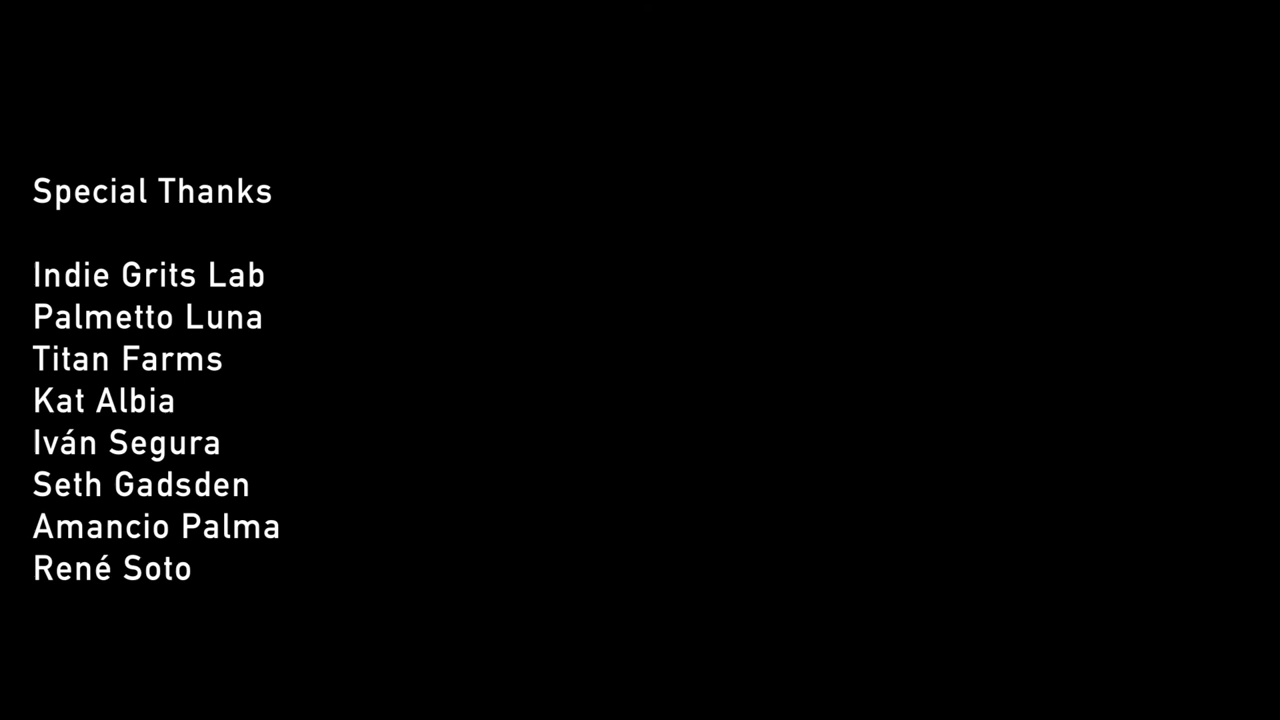 Special Thanks
Indie Grits Lab
Palmetto Luna
Titan Farms
Kat Albia
Iván Segura
Seth Gadsden
Amancio Palma
René Soto